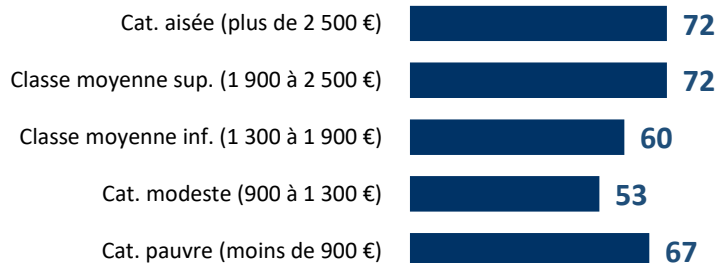 Cat. aisée (plus de 2 500 €) 72
Classe moyenne sup. (1 900 à 2 500 €) 72
Classe moyenne inf. (1 300 à 1 900 €) 60
Cat. modeste (900 à 1 300 €) 53
Cat. pauvre (moins de 900 €) 67